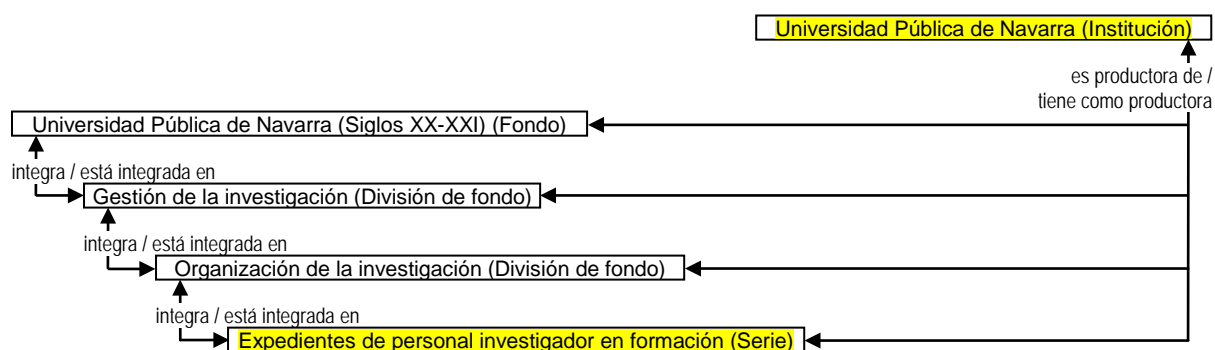 Universidad Pública de Navarra (Institución)
es productora de /
tiene como productora
Universidad Pública de Navarra (Siglos XX-XXI) (Fondo)
integra / está integrada en
Gestión de la investigación (División de fondo)
integra / está integrada en
Organización de la investigación (División de fondo)
integra / está integrada en
Expedientes de personal investigador en formación (Serie)